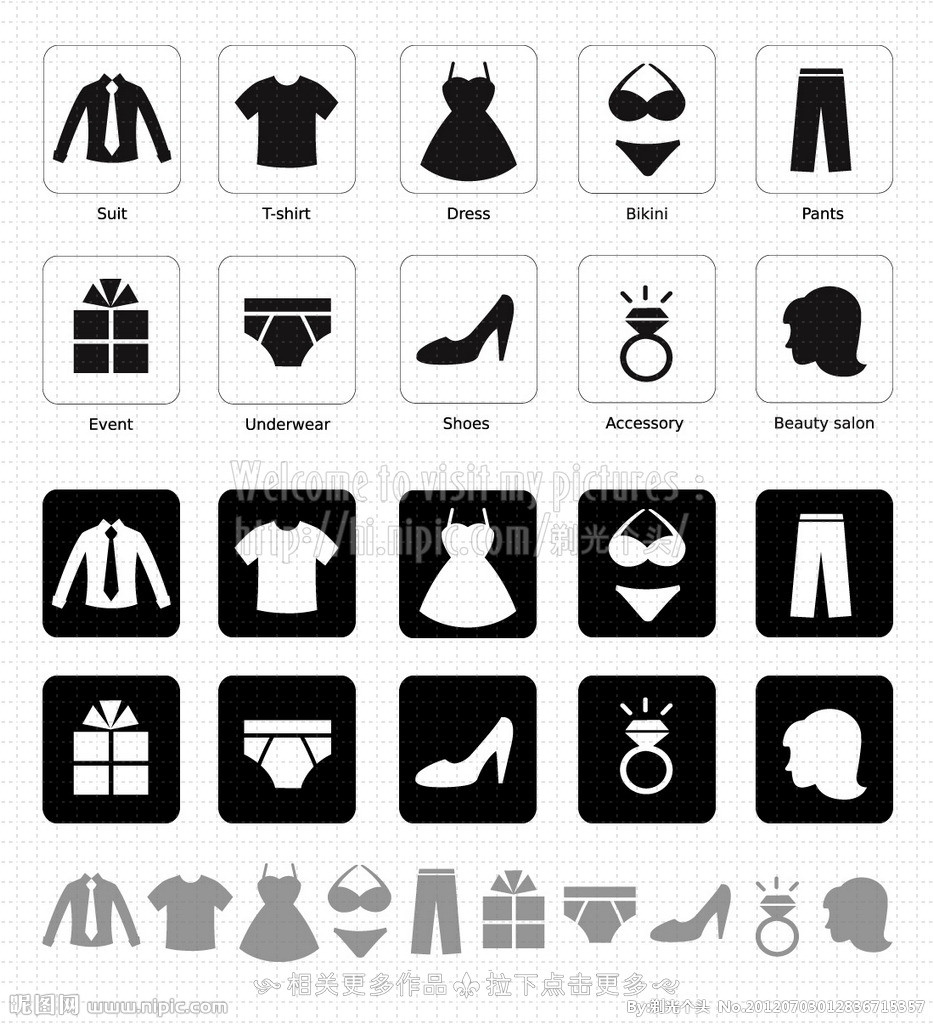 Suit T-shirt Dress Bikini Pants
Event Underwear Shoes Accessory Beauty salon
Welcome to visit my pictures :
http://hi.nipic.com/剃光个头/
相关更多作品 拉下点击更多
昵图网 www.nipic.com By:剃光个头 No.20120703012836715357